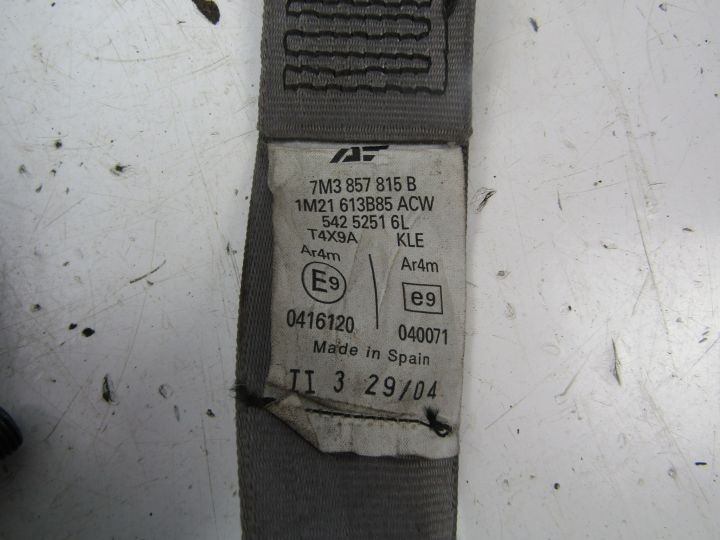 7M3 857 815 B
1M21 613B85 ACW
542 5251 6L
T4X9A KLE
Ar4m Ar4m
E9 e9
0416120 040071
Made in Spain
II 3 29/04